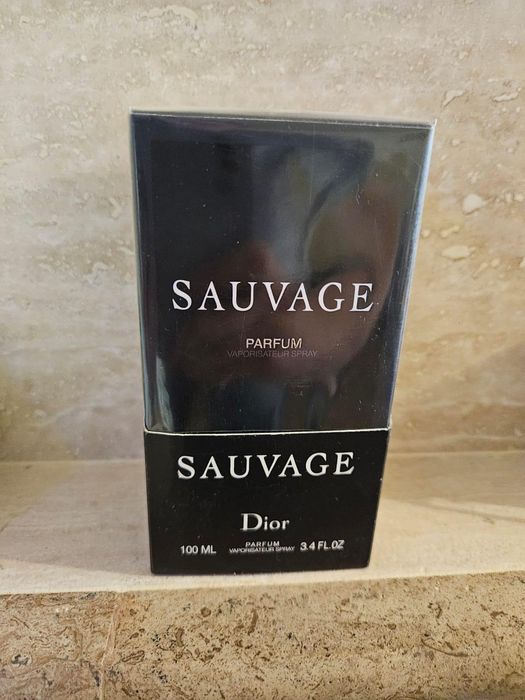 SAUVAGE
PARFUM
VAPORISATEUR SPRAY
SAUVAGE
Dior
100 ML PARFUM 3.4 FL.OZ
VAPORISATEUR SPRAY